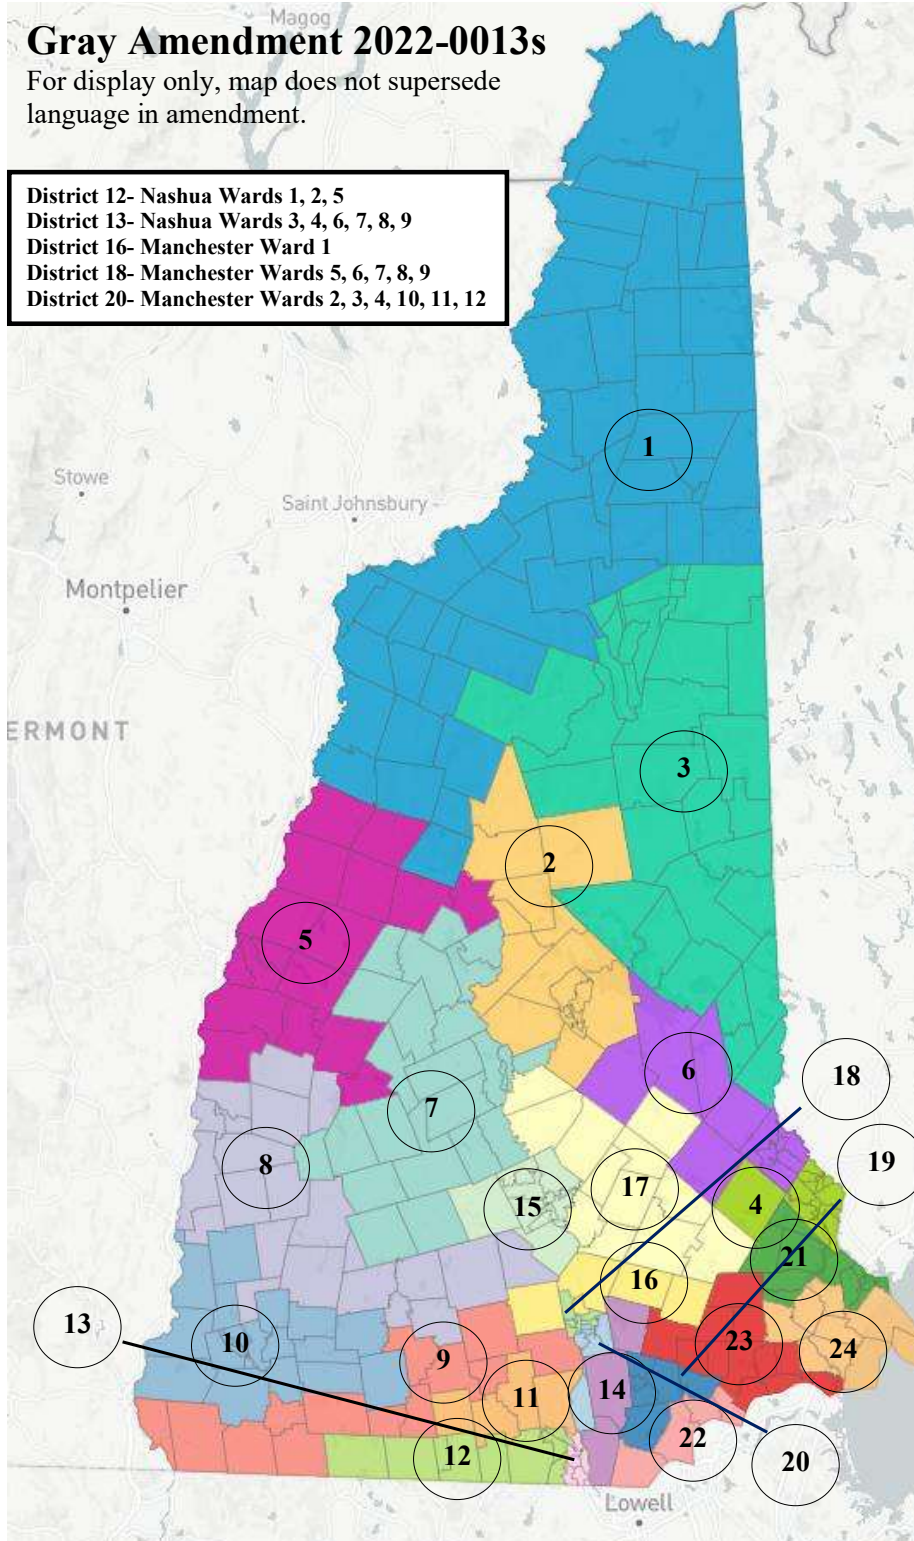 Magog
Gray Amendment 2022-0013s
For display only, map does not supersede
language in amendment.
District 12- Nashua Wards 1, 2, 5
District 13- Nashua Wards 3, 4, 6, 7, 8, 9
District 16- Manchester Ward 1
District 18- Manchester Wards 5, 6, 7, 8, 9
District 20- Manchester Wards 2, 3, 4, 10, 11, 12
1
Stowe
Saint Johnsbury
Montpelier
ERMONT
3
2
5
6
18
7
8
19
17
4
15
21
16
13
10
23
24
9
14
11
22
12
20
Lowell